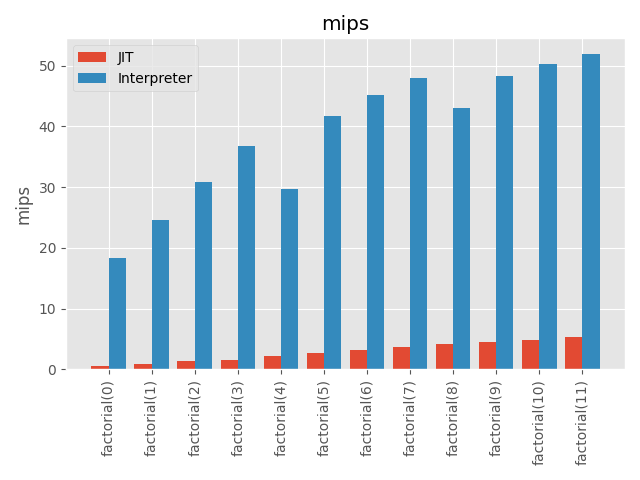 mips
JIT
Interpreter
50
40
30
20
10
0
mips
factorial(0)
factorial(1)
factorial(2)
factorial(3)
factorial(4)
factorial(5)
factorial(6)
factorial(7)
factorial(8)
factorial(9)
factorial(10)
factorial(11)